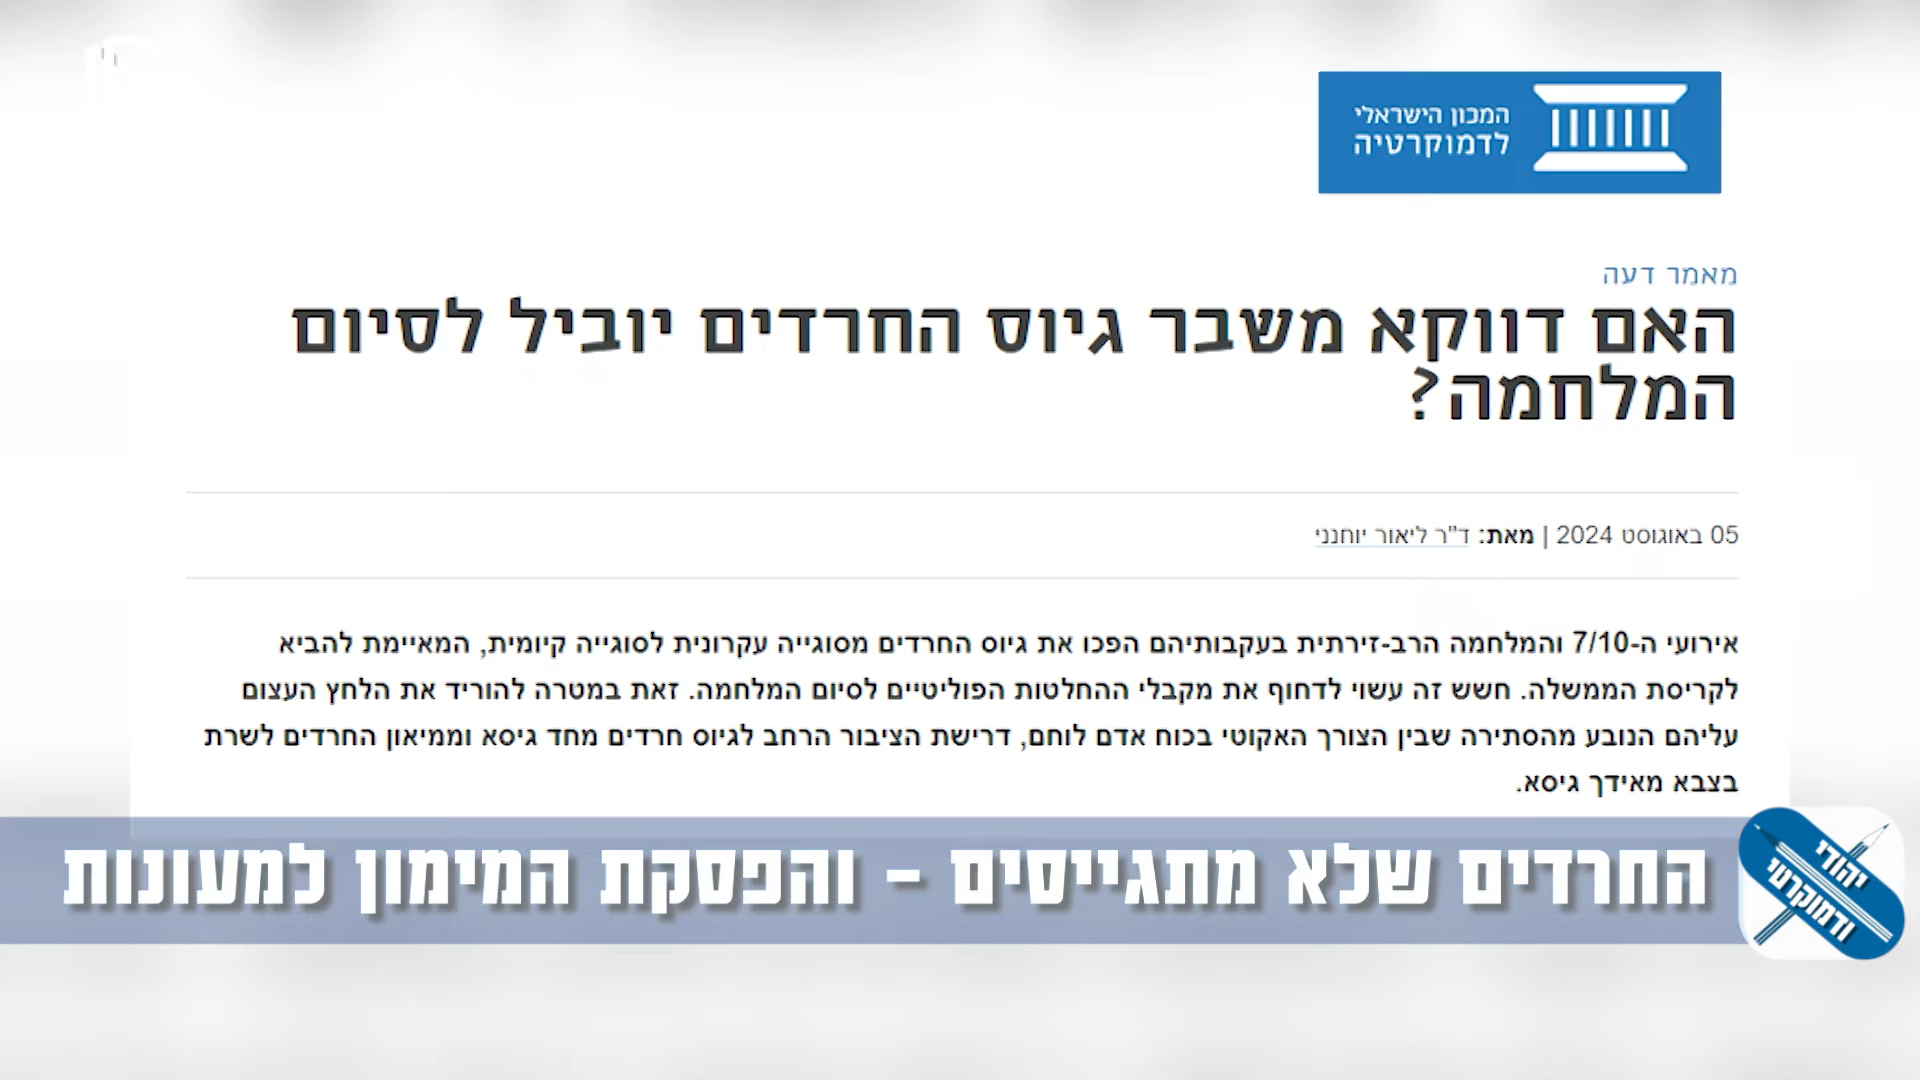 המכון הישראלי
לדמוקרטיה
מאמר דעה
האם דווקא משבר גיוס החרדים יוביל לסיום
המלחמה?
05 באוגוסט 2024 | מאת: ד"ר ליאור יוחנני
אירועי ה-7/10 והמלחמה הרב-זירתית בעקבותיהם הפכו את גיוס החרדים מסוגייה עקרונית לסוגייה קיומית, המאיימת להביא
לקריסת הממשלה. חשש זה עשוי לדחוף את מקבלי ההחלטות הפוליטיים לסיום המלחמה. זאת במטרה להוריד את הלחץ העצום
עליהם הנובע מהסתירה שבין הצורך האקוטי בכוח אדם לוחם, דרישת הציבור הרחב לגיוס חרדים מחד גיסא וממיאון החרדים לשרת
בצבא מאידך גיסא.
החרדים שלא מתגייסים – והפסקת המימון למעונות
יהודי
ודמוקרטי